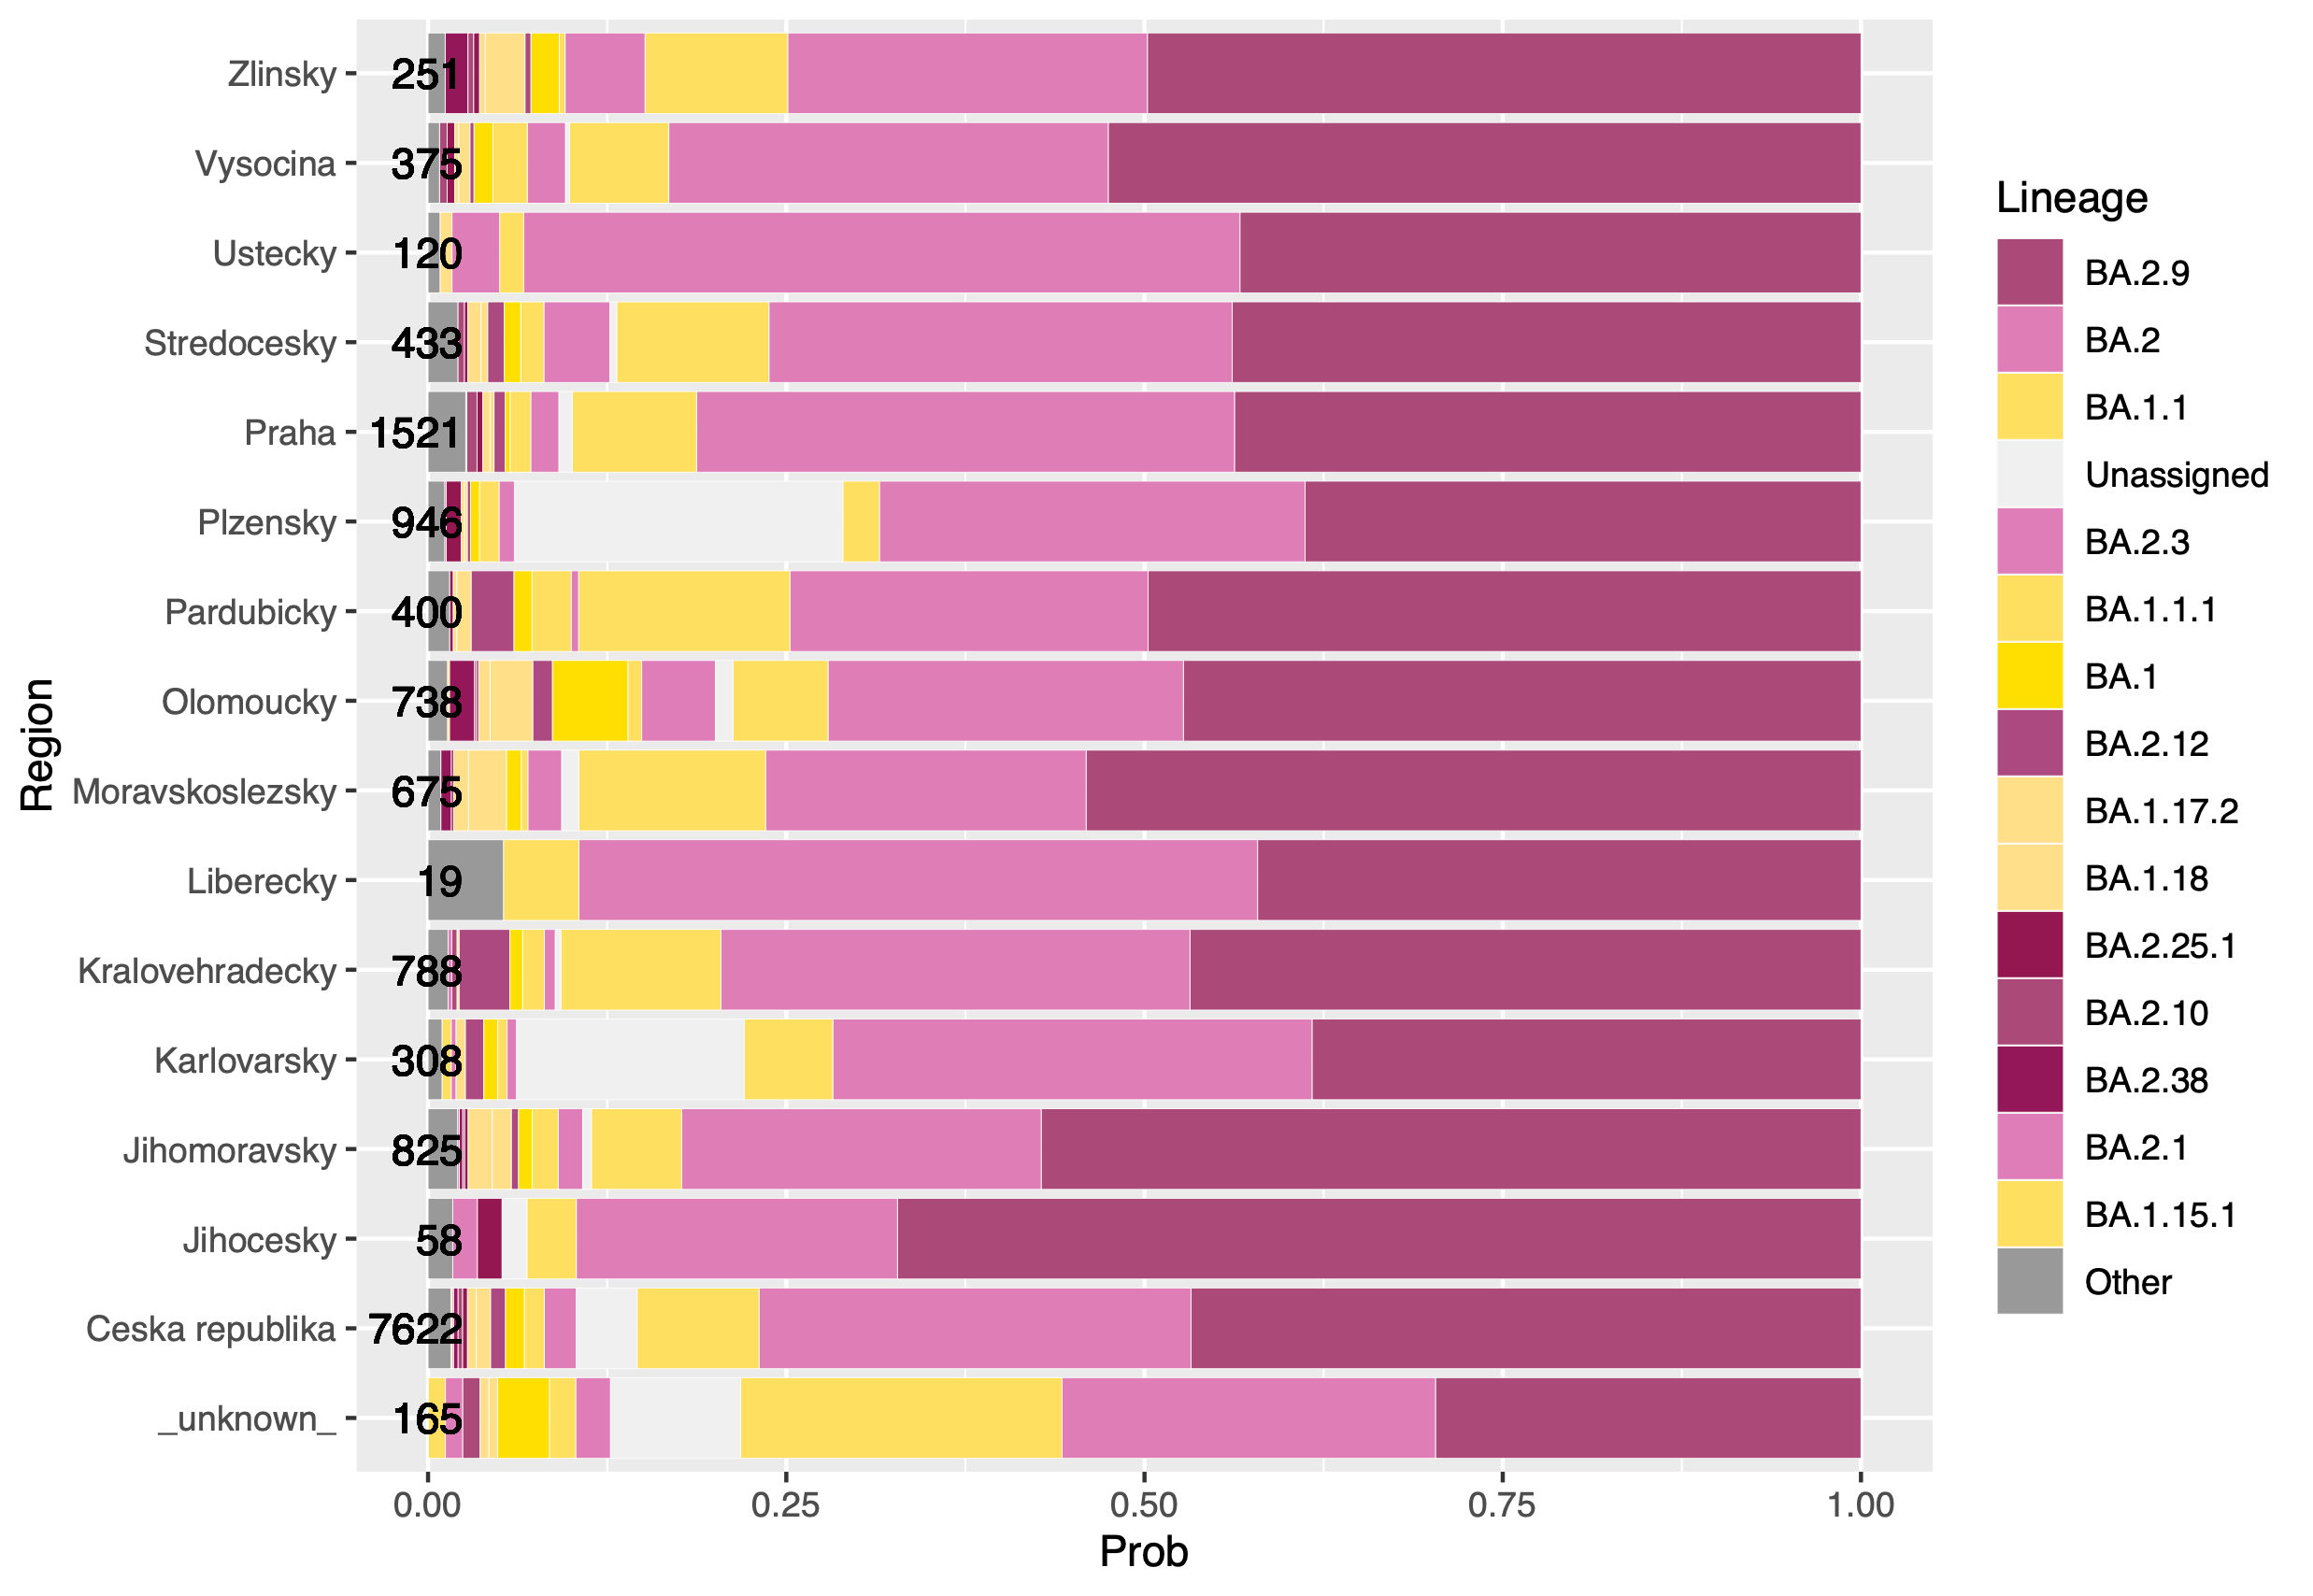 Zlinsky 251
Vysocina 375
Ustecky 120
Stredocesky 433
Praha 1521
Plzensky 946
Pardubicky 400
Olomoucky 738
Moravskoslezsky 675
Liberecky 19
Kralovehradecky 788
Karlovarsky 308
Jihomoravsky 825
Jihocesky 58
Ceska republika 7622
_unknown_ 165
Region
0.00 0.25 0.50 0.75 1.00
Prob
Lineage
BA.2.9
BA.2
BA.1.1
Unassigned
BA.2.3
BA.1.1.1
BA.1
BA.2.12
BA.1.17.2
BA.1.18
BA.2.25.1
BA.2.10
BA.2.38
BA.2.1
BA.1.15.1
Other